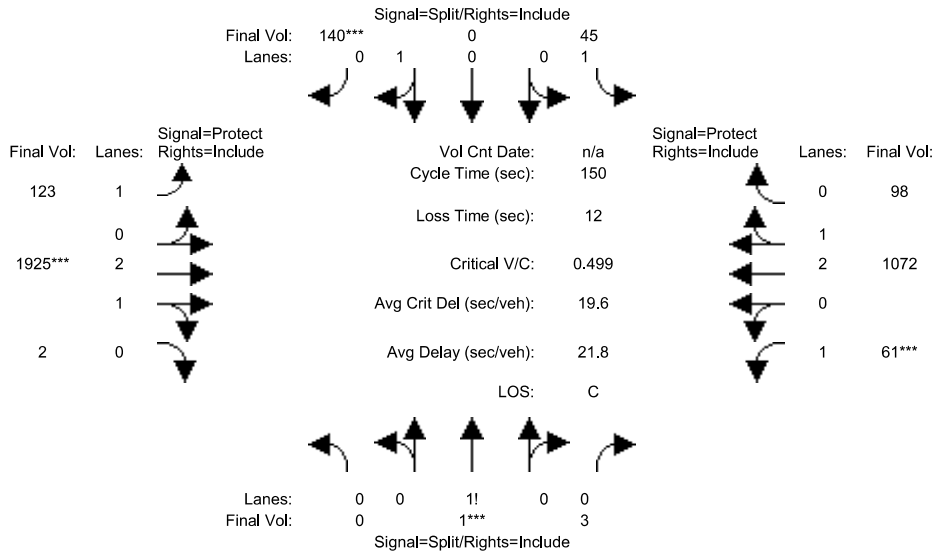 Signal=Split/Rights=Include
Final Vol: 140*** 0 45
Lanes: 0 1 0 0 1
Signal=Protect
Final Vol: Lanes: Rights=Include
Vol Cnt Date: n/a
Signal=Protect
Rights=Include Lanes: Final Vol:
Cycle Time (sec): 150
123 1
0 98
Loss Time (sec): 12
0
1
1925*** 2
Critical V/C: 0.499
2 1072
1
Avg Crit Del (sec/veh): 19.6
0
2 0
Avg Delay (sec/veh): 21.8
1 61***
LOS: C
Lanes: 0 0 1! 0 0
Final Vol: 0 1*** 3
Signal=Split/Rights=Include